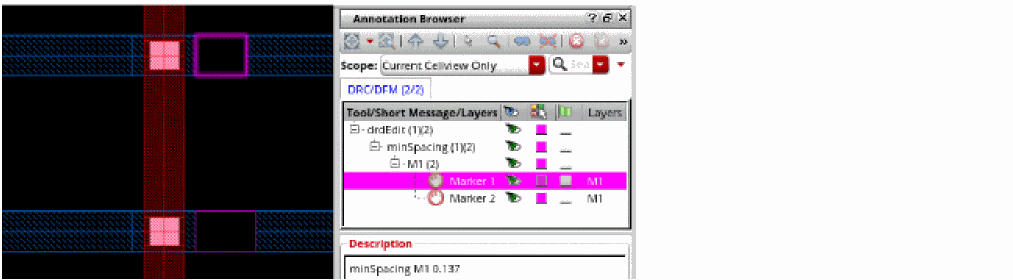 Annotation Browser
Scope: Current Cellview Only
Sea
DRC/DFM (2/2)
Tool/Short Message/Layers Layers
drdEdit (1)(2)
minSpacing (1)(2)
M1 (2)
Marker 1 M1
Marker 2 M1
Description
minSpacing M1 0.137